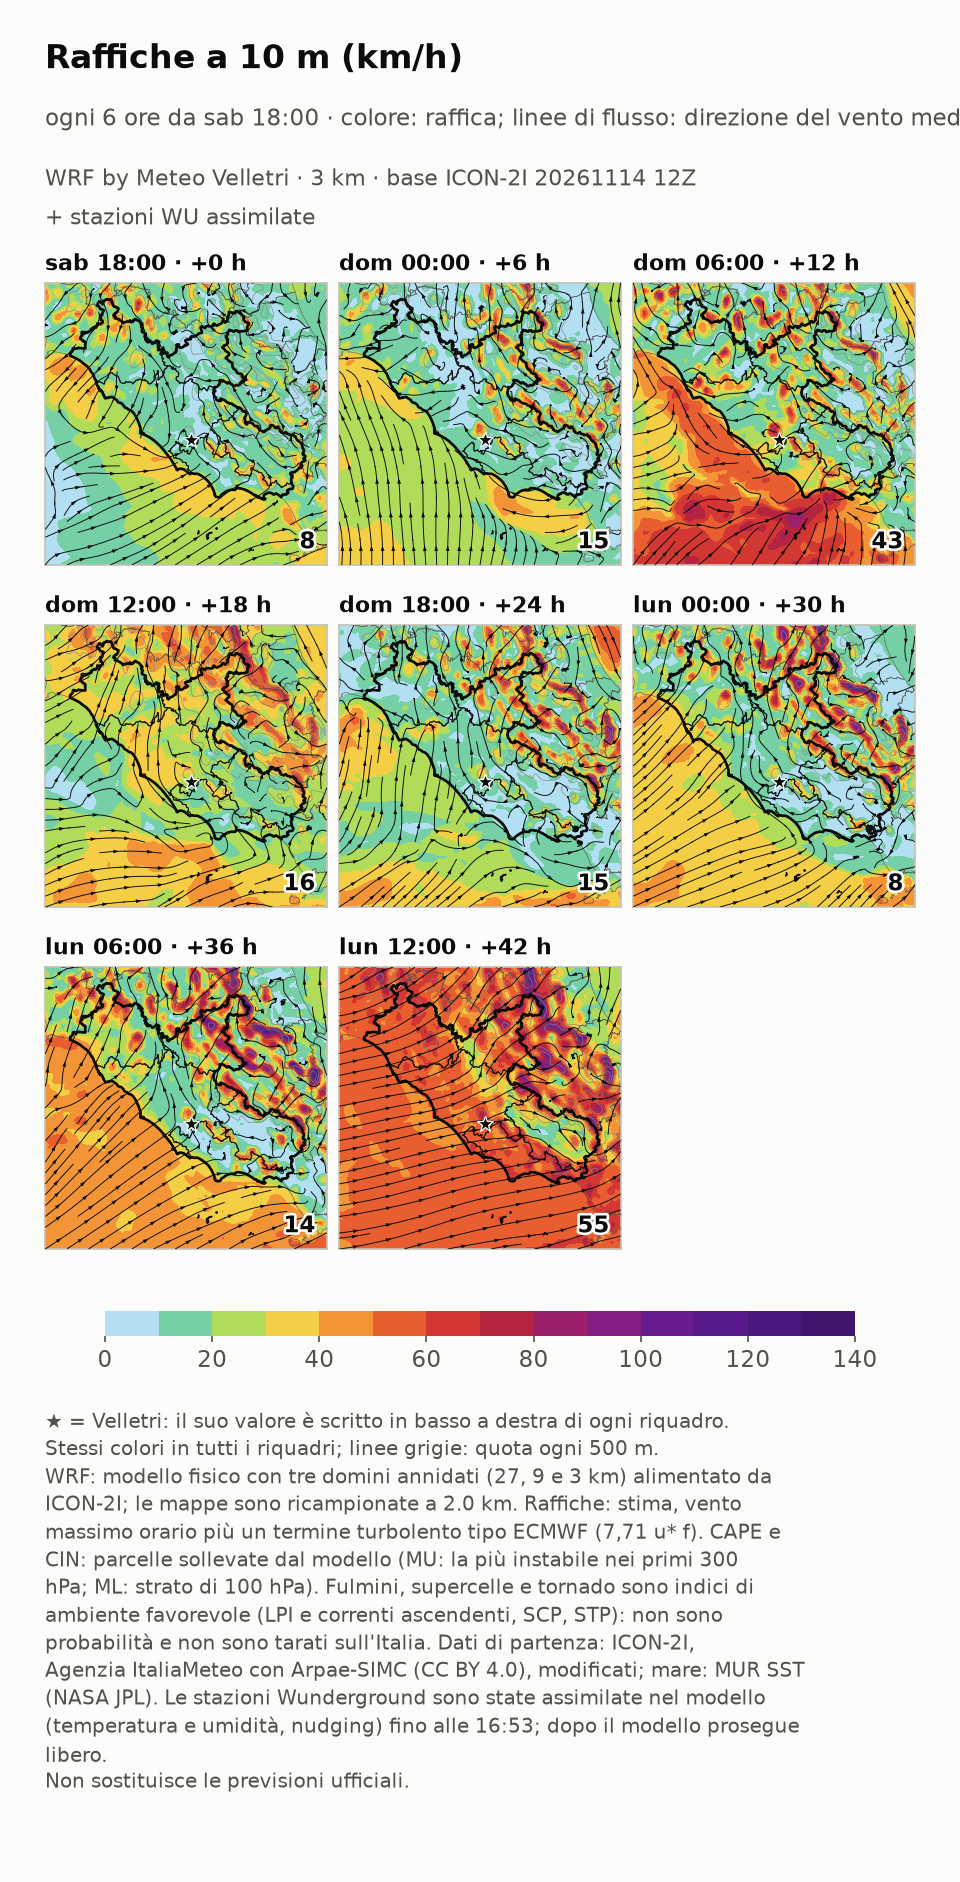 Raffiche a 10 m (km/h)
ogni 6 ore da sab 18:00 · colore: raffica; linee di flusso: direzione del vento med
WRF by Meteo Velletri · 3 km · base ICON-2I 20261114 12Z
+ stazioni WU assimilate
sab 18:00 · +0 h
dom 00:00 · +6 h
dom 06:00 · +12 h
8
15
43
dom 12:00 · +18 h
dom 18:00 · +24 h
lun 00:00 · +30 h
16
15
8
lun 06:00 · +36 h
lun 12:00 · +42 h
14
55
0 20 40 60 80 100 120 140
★ = Velletri: il suo valore è scritto in basso a destra di ogni riquadro.
Stessi colori in tutti i riquadri; linee grigie: quota ogni 500 m.
WRF: modello fisico con tre domini annidati (27, 9 e 3 km) alimentato da
ICON-2I; le mappe sono ricampionate a 2.0 km. Raffiche: stima, vento
massimo orario più un termine turbolento tipo ECMWF (7,71 u* f). CAPE e
CIN: parcelle sollevate dal modello (MU: la più instabile nei primi 300
hPa; ML: strato di 100 hPa). Fulmini, supercelle e tornado sono indici di
ambiente favorevole (LPI e correnti ascendenti, SCP, STP): non sono
probabilità e non sono tarati sull'Italia. Dati di partenza: ICON-2I,
Agenzia ItaliaMeteo con Arpae-SIMC (CC BY 4.0), modificati; mare: MUR SST
(NASA JPL). Le stazioni Wunderground sono state assimilate nel modello
(temperatura e umidità, nudging) fino alle 16:53; dopo il modello prosegue
libero.
Non sostituisce le previsioni ufficiali.